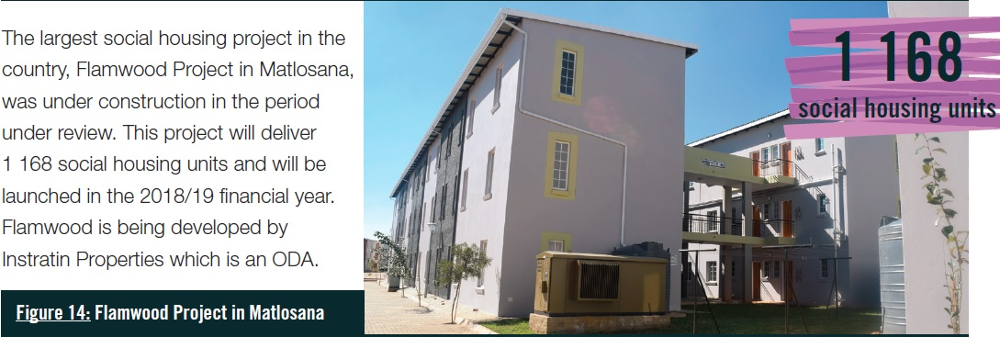 The largest social housing project in the
country, Flamwood Project in Matlosana,
was under construction in the period
under review. This project will deliver
1 168 social housing units and will be
launched in the 2018/19 financial year.
Flamwood is being developed by
Instratin Properties which is an ODA.
Figure 14: Flamwood Project in Matlosana
1 168
social housing units